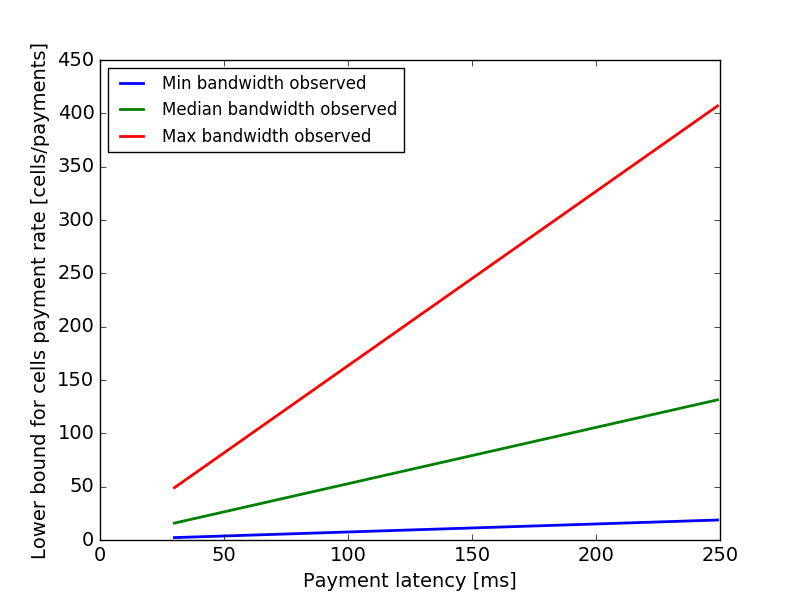 Lower bound for cells payment rate [cells/payments]
450
400
350
300
250
200
150
100
50
0
Min bandwidth observed
Median bandwidth observed
Max bandwidth observed
0 50 100 150 200 250
Payment latency [ms]